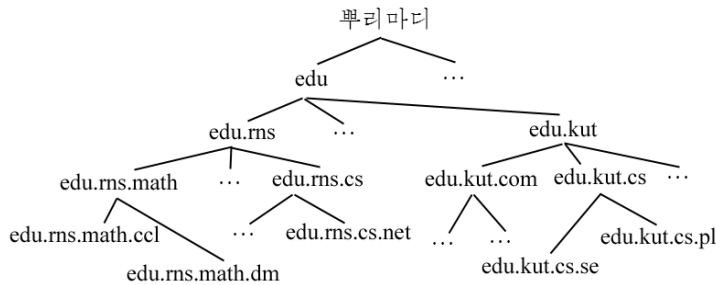 뿌리마디
edu
…
edu.rns
…
edu.kut
edu.rns.math
…
edu.rns.cs
edu.kut.com
edu.kut.cs
…
edu.rns.math.ccl
…
edu.rns.cs.net
…
…
edu.kut.cs.pl
edu.rns.math.dm
edu.kut.cs.se